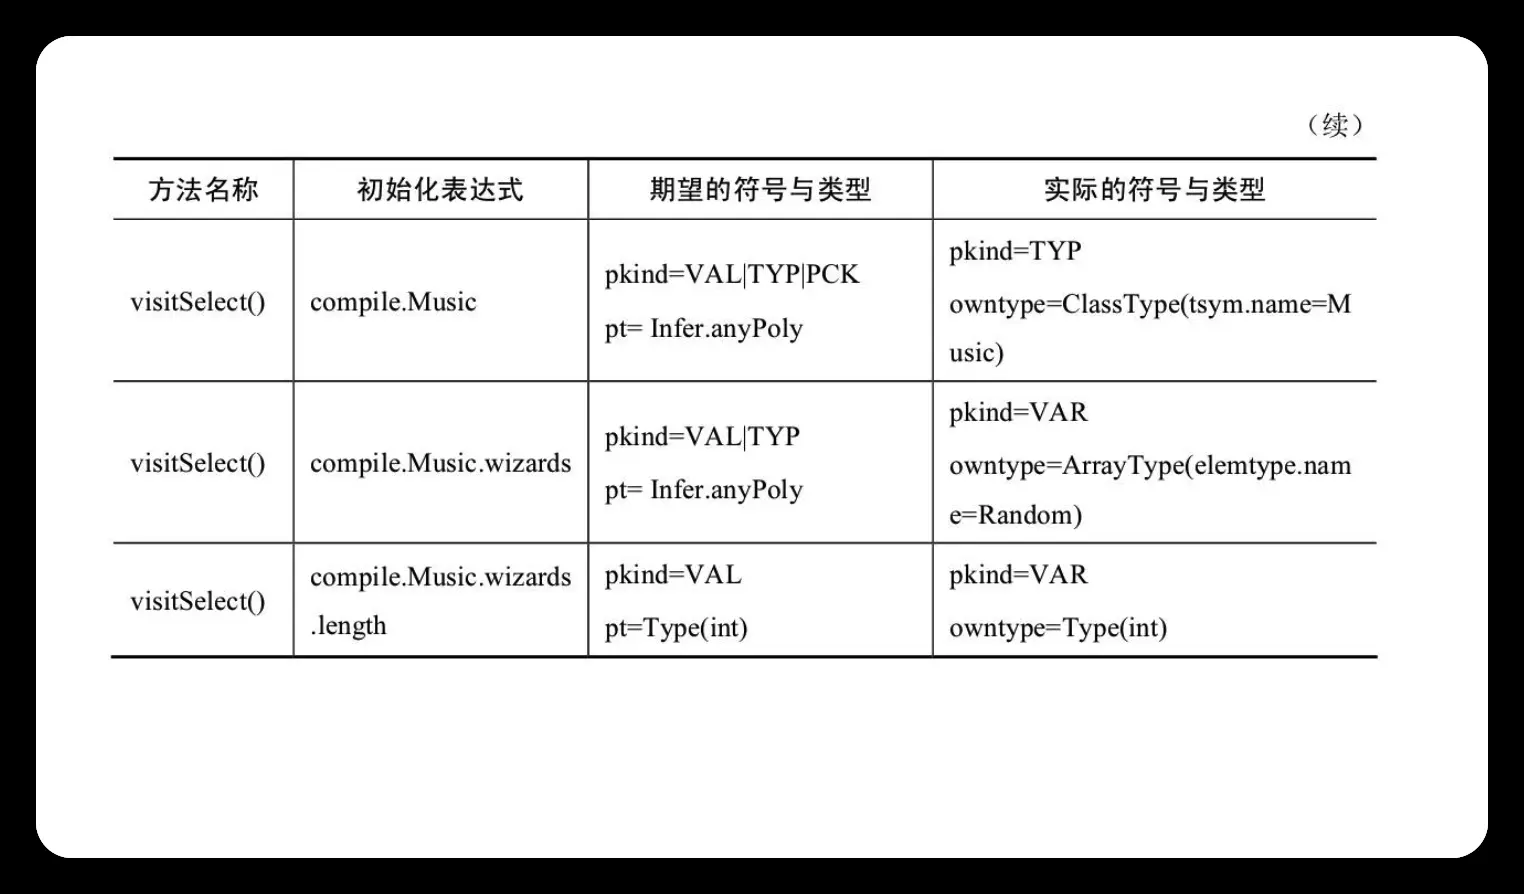 （续）
方法名称 初始化表达式 期望的符号与类型 实际的符号与类型
visitSelect() compile.Music pkind=VAL|TYP|PCK
pt= Infer.anyPoly
pkind=TYP
owntype=ClassType(tsym.name=M
usic)
visitSelect() compile.Music.wizards pkind=VAL|TYP
pt= Infer.anyPoly
pkind=VAR
owntype=ArrayType(elemtype.nam
e=Random)
visitSelect() compile.Music.wizards
.length
pkind=VAL
pt=Type(int)
pkind=VAR
owntype=Type(int)